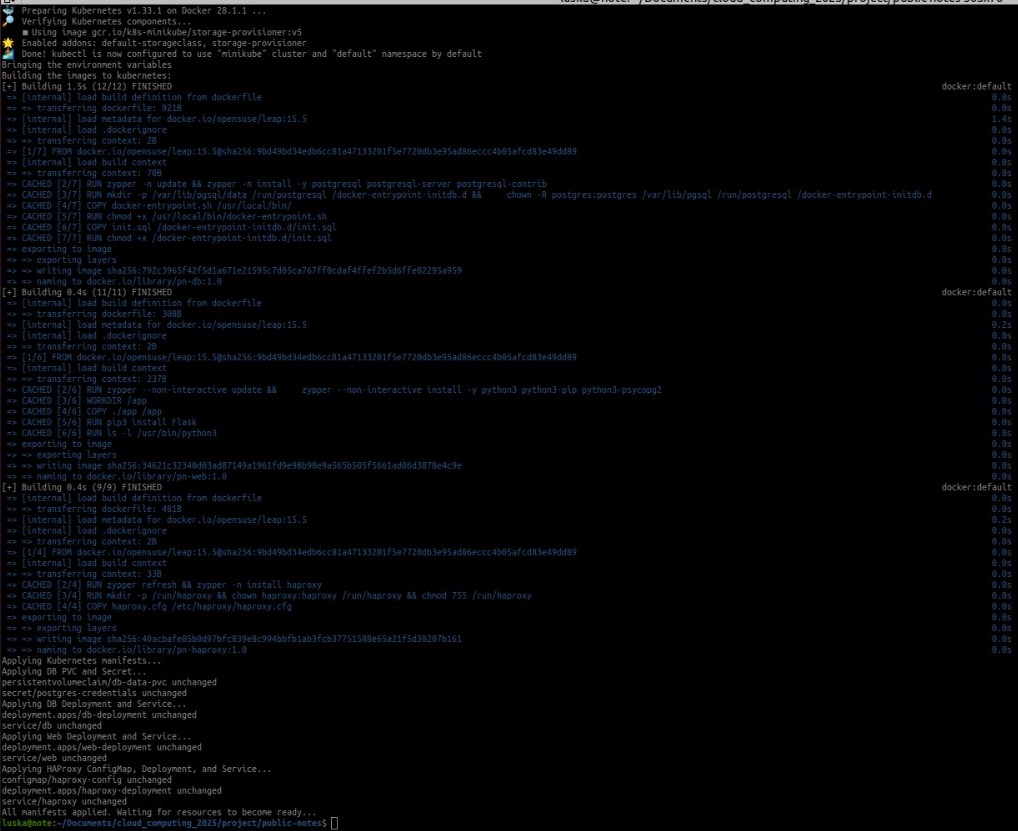 luska@note: ~/Documents/cloud_computing_2025/project/public-notes
Preparing Kubernetes v1.33.1 on Docker 28.1.1 ...
Verifying Kubernetes components...
■ Using image gcr.io/k8s-minikube/storage-provisioner:v5
Enabled addons: default-storageclass, storage-provisioner
Done! kubectl is now configured to use "minikube" cluster and "default" namespace by default
Bringing the environment variables
Building the images to kubernetes:
[+] Building 1.5s (12/12) FINISHED docker:default
=> [internal] load build definition from dockerfile 0.0s
=> => transferring dockerfile: 921B 0.0s
=> [internal] load metadata for docker.io/opensuse/leap:15.5 1.4s
=> [internal] load .dockerignore 0.0s
=> => transferring context: 2B 0.0s
=> [1/7] FROM docker.io/opensuse/leap:15.5@sha256:9bd49bd34edb6cc81a47133201f5e7720db3e95ad86eccc4b05afcd83e49dd89 0.0s
=> [internal] load build context 0.0s
=> => transferring context: 70B 0.0s
=> CACHED [2/7] RUN zypper -n update && zypper -n install -y postgresql postgresql-server postgresql-contrib 0.0s
=> CACHED [3/7] RUN mkdir -p /var/lib/pgsql/data /run/postgresql /docker-entrypoint-initdb.d && chown -R postgres:postgres /var/lib/pgsql /run/postgresql /docker-entrypoint-initdb.d 0.0s
=> CACHED [4/7] COPY docker-entrypoint.sh /usr/local/bin/ 0.0s
=> CACHED [5/7] RUN chmod +x /usr/local/bin/docker-entrypoint.sh 0.0s
=> CACHED [6/7] COPY init.sql /docker-entrypoint-initdb.d/init.sql 0.0s
=> CACHED [7/7] RUN chmod +x /docker-entrypoint-initdb.d/init.sql 0.0s
=> exporting to image 0.0s
=> => exporting layers 0.0s
=> => writing image sha256:792c3965f42f5d1a671e21595c7d05ca767ff0cdaf4ffef2b5d6ffe02295a959 0.0s
=> => naming to docker.io/library/pn-db:1.0 0.0s
[+] Building 0.4s (11/11) FINISHED docker:default
=> [internal] load build definition from dockerfile 0.0s
=> => transferring dockerfile: 308B 0.0s
=> [internal] load metadata for docker.io/opensuse/leap:15.5 0.2s
=> [internal] load .dockerignore 0.0s
=> => transferring context: 2B 0.0s
=> [1/6] FROM docker.io/opensuse/leap:15.5@sha256:9bd49bd34edb6cc81a47133201f5e7720db3e95ad86eccc4b05afcd83e49dd89 0.0s
=> [internal] load build context 0.0s
=> => transferring context: 237B 0.0s
=> CACHED [2/6] RUN zypper --non-interactive update && zypper --non-interactive install -y python3 python3-pip python3-psycopg2 0.0s
=> CACHED [3/6] WORKDIR /app 0.0s
=> CACHED [4/6] COPY ./app /app 0.0s
=> CACHED [5/6] RUN pip3 install Flask 0.0s
=> CACHED [6/6] RUN ls -l /usr/bin/python3 0.0s
=> exporting to image 0.0s
=> => exporting layers 0.0s
=> => writing image sha256:34621c32340d03ad87149a1961fd9e98b90e9a565b505f5661ad06d3878e4c9e 0.0s
=> => naming to docker.io/library/pn-web:1.0 0.0s
[+] Building 0.4s (9/9) FINISHED docker:default
=> [internal] load build definition from dockerfile 0.0s
=> => transferring dockerfile: 481B 0.0s
=> [internal] load metadata for docker.io/opensuse/leap:15.5 0.2s
=> [internal] load .dockerignore 0.0s
=> => transferring context: 2B 0.0s
=> [1/4] FROM docker.io/opensuse/leap:15.5@sha256:9bd49bd34edb6cc81a47133201f5e7720db3e95ad86eccc4b05afcd83e49dd89 0.0s
=> [internal] load build context 0.0s
=> => transferring context: 33B 0.0s
=> CACHED [2/4] RUN zypper refresh && zypper -n install haproxy 0.0s
=> CACHED [3/4] RUN mkdir -p /run/haproxy && chown haproxy:haproxy /run/haproxy && chmod 755 /run/haproxy 0.0s
=> CACHED [4/4] COPY haproxy.cfg /etc/haproxy/haproxy.cfg 0.0s
=> exporting to image 0.0s
=> => exporting layers 0.0s
=> => writing image sha256:40acbafe05b0d97bfc839e8c994bbfb1ab3fcb37751588e65a21f5d30207b161 0.0s
=> => naming to docker.io/library/pn-haproxy:1.0 0.0s
Applying Kubernetes manifests...
Applying DB PVC and Secret...
persistentvolumeclaim/db-data-pvc unchanged
secret/postgres-credentials unchanged
Applying DB Deployment and Service...
deployment.apps/db-deployment unchanged
service/db unchanged
Applying Web Deployment and Service...
deployment.apps/web-deployment unchanged
service/web unchanged
Applying HAProxy ConfigMap, Deployment, and Service...
configmap/haproxy-config unchanged
deployment.apps/haproxy-deployment unchanged
service/haproxy unchanged
All manifests applied. Waiting for resources to become ready...
luska@note:~/Documents/cloud_computing_2025/project/public-notes$